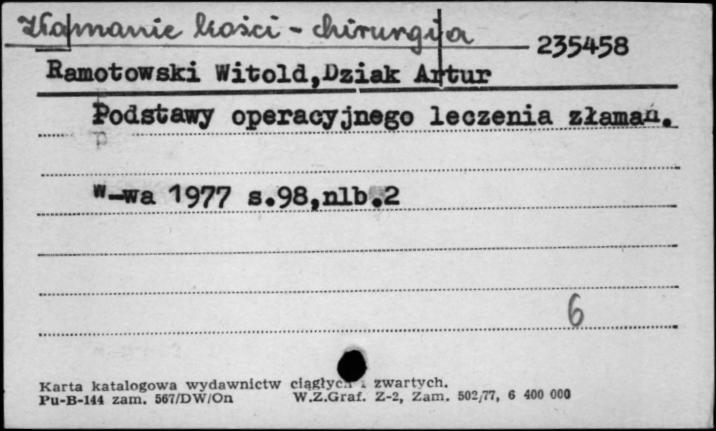 Złamanie kości - chirurgija
235458
Ramotowski Witold,Dziak Artur
Podstawy operacyjnego leczenia złamań.
W-wa 1977 s.98,nlb.2
6
Karta katalogowa wydawnictw ciągłych i zwartych.
Pu-B-144 zam. 567/DW/On W.Z.Graf. Z-2, Zam. 502/77, 6 400 000